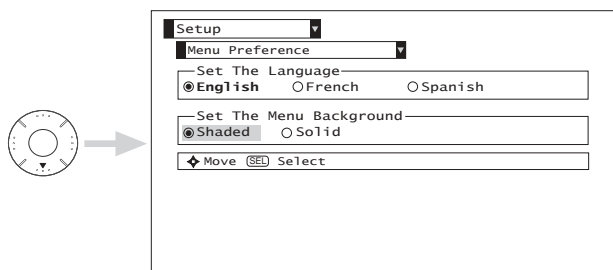 Setup
Menu Preference
Set The Language
English French Spanish
Set The Menu Background
Shaded Solid
Move SEL Select